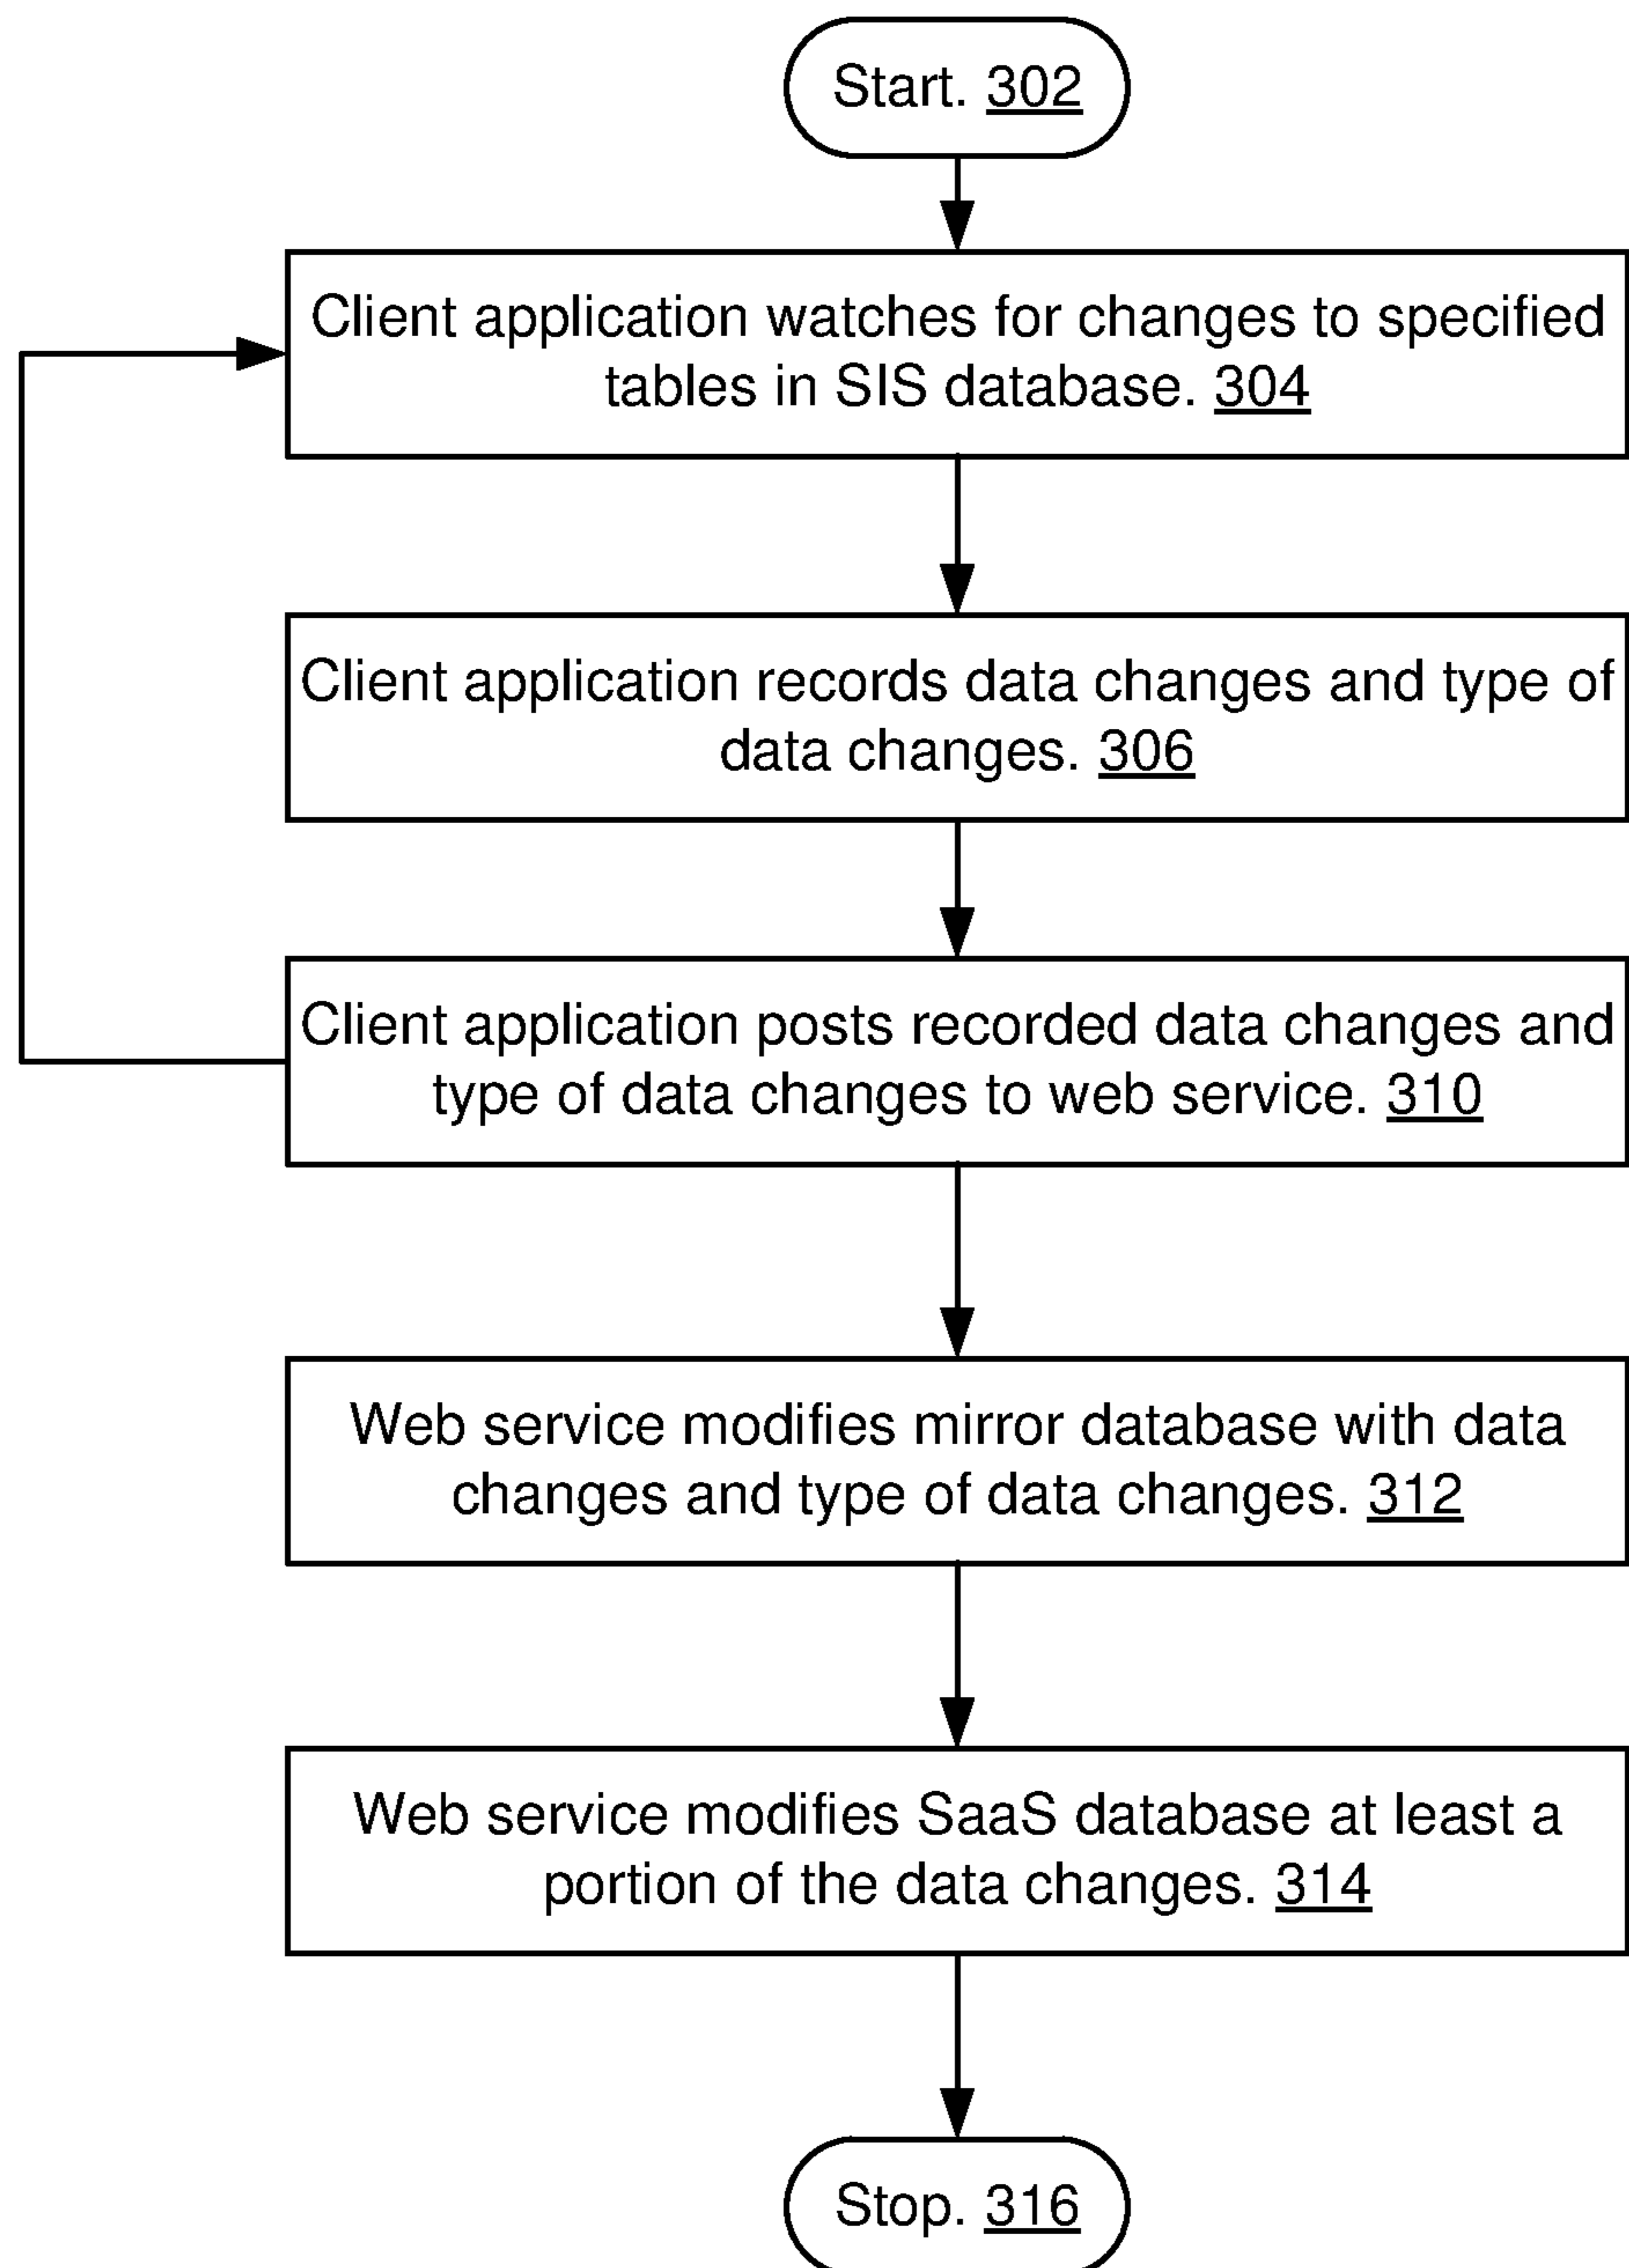 Start. 302
Client application watches for changes to specified
tables in SIS database. 304
Client application records data changes and type of
data changes. 306
Client application posts recorded data changes and
type of data changes to web service. 310
Web service modifies mirror database with data
changes and type of data changes. 312
Web service modifies SaaS database at least a
portion of the data changes. 314
Stop. 316